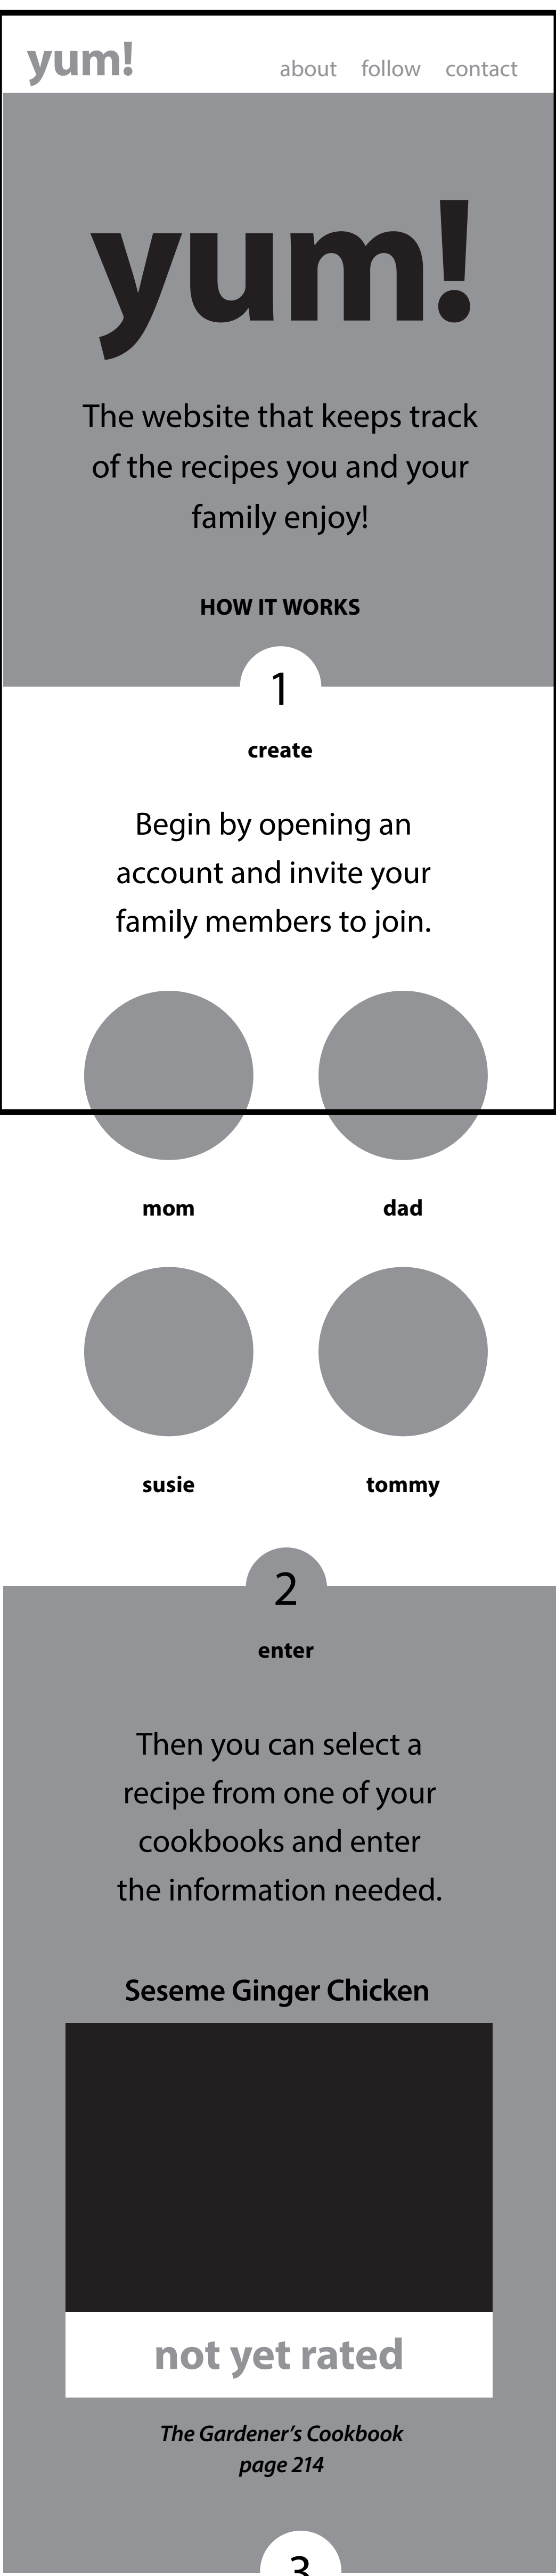 yum!
about follow contact
yum!
The website that keeps track
of the recipes you and your
family enjoy!
HOW IT WORKS
1
create
Begin by opening an
account and invite your
family members to join.
mom dad
susie tommy
2
enter
Then you can select a
recipe from one of your
cookbooks and enter
the information needed.
Seseme Ginger Chicken
not yet rated
The Gardener’s Cookbook
page 214
3